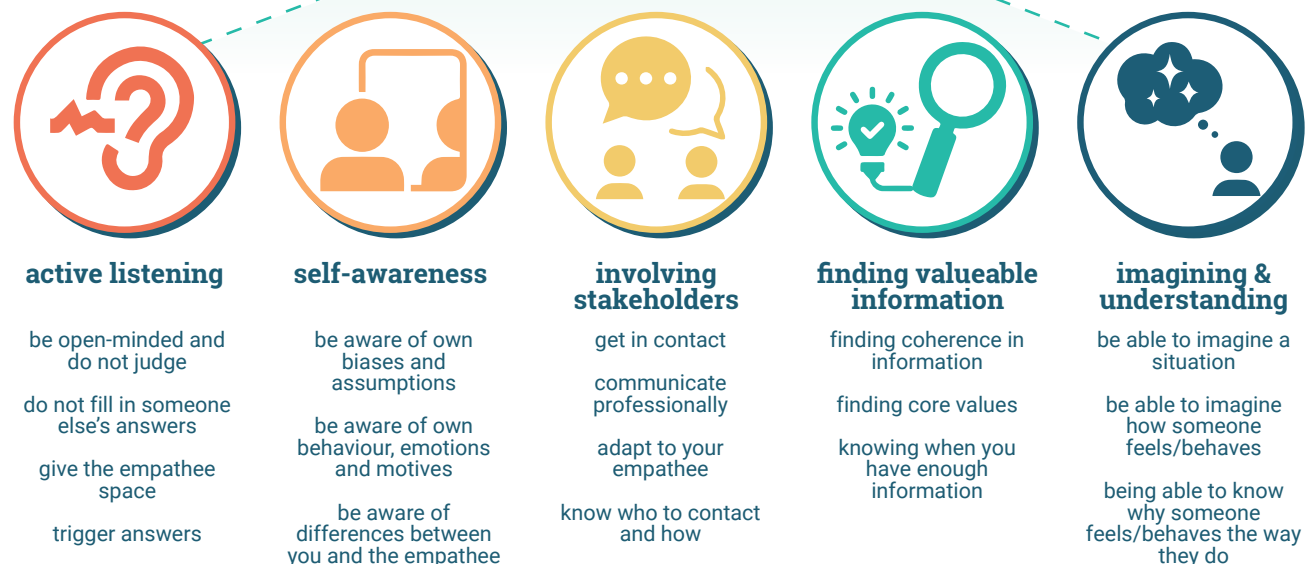 active listening
be open-minded and
do not judge
do not fill in someone
else’s answers
give the empathee
space
trigger answers
self-awareness
be aware of own
biases and
assumptions
be aware of own
behaviour, emotions
and motives
be aware of
differences between
you and the empathee
involving
stakeholders
get in contact
communicate
professionally
adapt to your
empathee
know who to contact
and how
finding valueable
information
finding coherence in
information
finding core values
knowing when you
have enough
information
imagining &
understanding
be able to imagine a
situation
be able to imagine
how someone
feels/behaves
being able to know
why someone
feels/behaves the way
they do